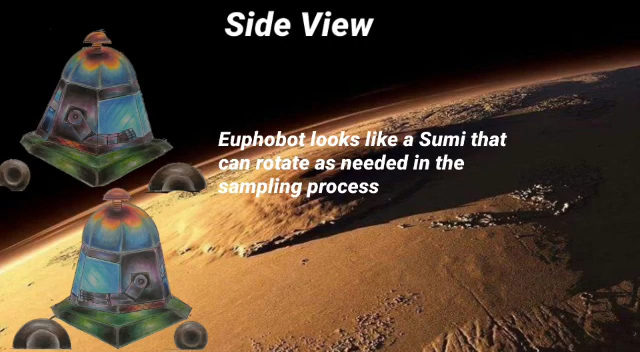 Side View
Euphobot looks like a Sumi that
can rotate as needed in the
sampling process